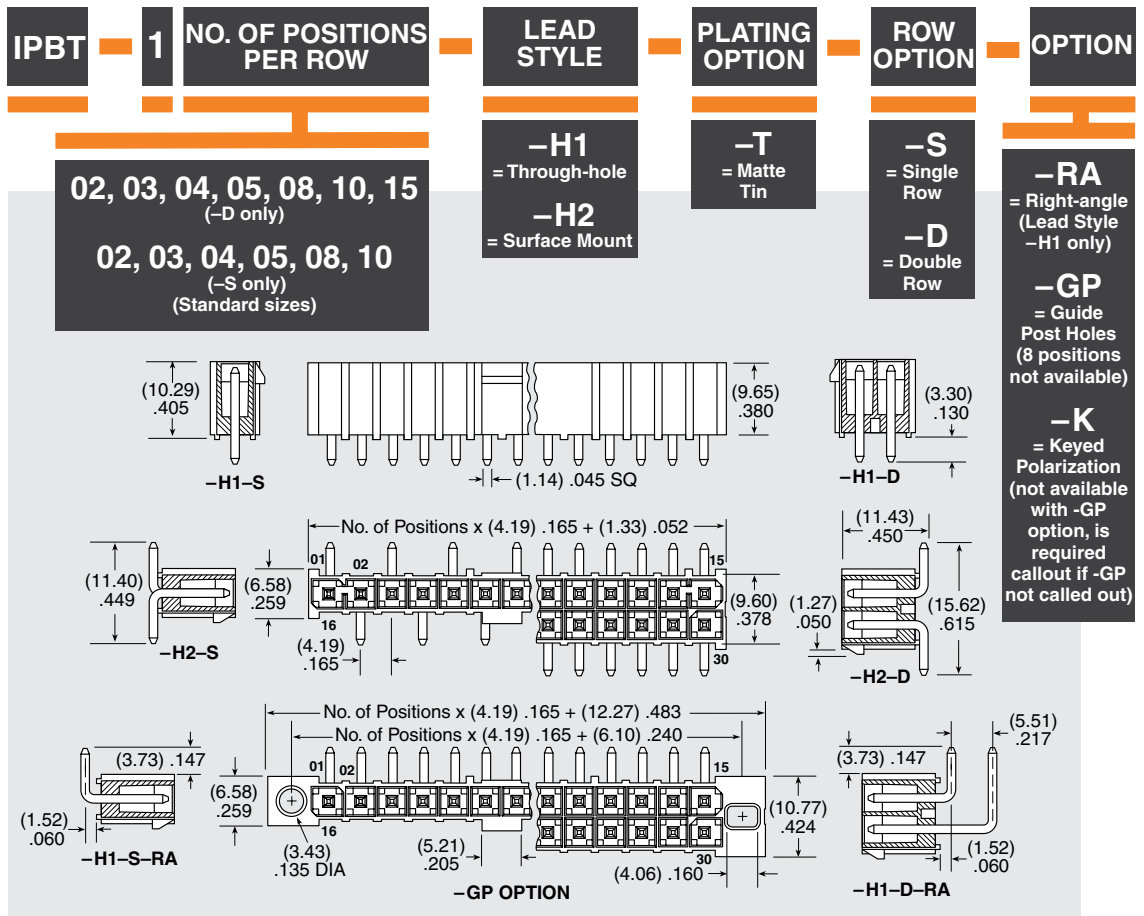 IPBT
1
NO. OF POSITIONS
PER ROW
LEAD
STYLE
PLATING
OPTION
ROW
OPTION
OPTION
02, 03, 04, 05, 08, 10, 15
(–D only)
02, 03, 04, 05, 08, 10
(–S only)
(Standard sizes)
–H1
= Through-hole
–H2
= Surface Mount
–T
= Matte
Tin
–S
= Single
Row
–D
= Double
Row
–RA
= Right-angle
(Lead Style
–H1 only)
–GP
= Guide
Post Holes
(8 positions
not available)
–K
= Keyed
Polarization
(not available
with -GP
option, is
required
callout if -GP
not called out)
(10.29)
.405
–H1–S
(9.65)
.380
(1.14) .045 SQ
(3.30)
.130
–H1–D
No. of Positions x (4.19) .165 + (1.33) .052
(11.40)
.449
–H2–S
(6.58)
.259
01
02
15
16
30
(4.19)
.165
(9.60)
.378
(11.43)
.450
(1.27)
.050
(15.62)
.615
–H2–D
No. of Positions x (4.19) .165 + (12.27) .483
No. of Positions x (4.19) .165 + (6.10) .240
(3.73) .147
(1.52)
.060
–H1–S–RA
(6.58)
.259
01
02
15
16
30
(3.43)
.135 DIA
(5.21)
.205
(4.06) .160
(10.77)
.424
–GP OPTION
(3.73) .147
(5.51)
.217
(1.52)
.060
–H1–D–RA